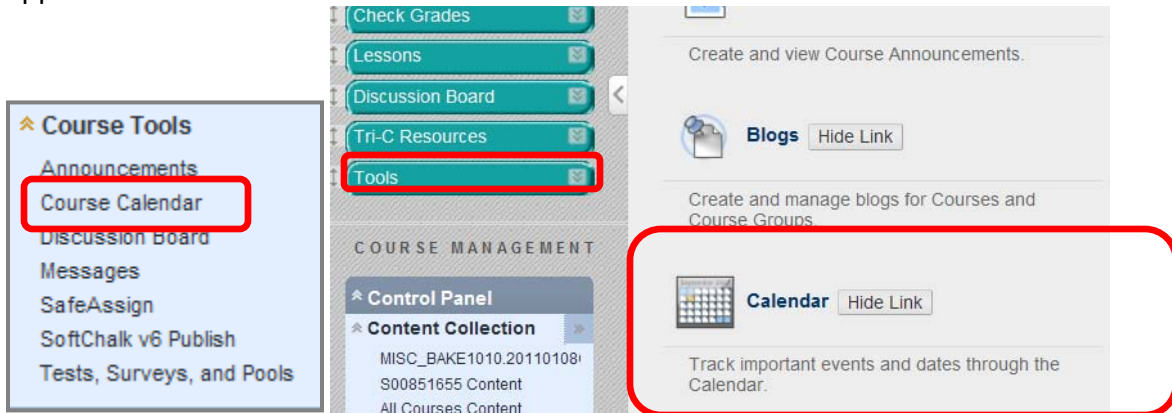 Course Tools
Announcements
Course Calendar
Discussion Board
Messages
SafeAssign
SoftChalk v6 Publish
Tests, Surveys, and Pools
Check Grades
Lessons
Discussion Board
Tri-C Resources
Tools
COURSE MANAGEMENT
Control Panel
Content Collection
MISC_BAKE1010.20110108
S00851655 Content
All Courses Content
Create and view Course Announcements.
Blogs Hide Link
Create and manage blogs for Courses and
Course Groups.
Calendar Hide Link
Track important events and dates through the
Calendar.